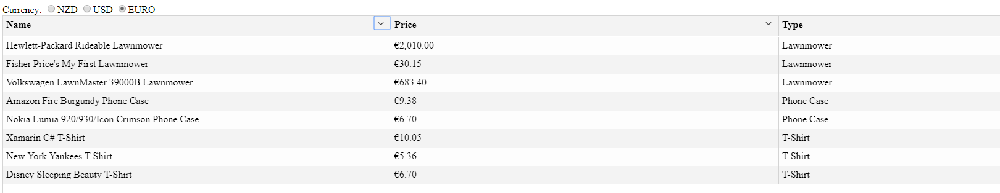 Currency: NZD USD EURO
Name Price Type
Hewlett-Packard Rideable Lawnmower €2,010.00 Lawnmower
Fisher Price's My First Lawnmower €30.15 Lawnmower
Volkswagen LawnMaster 39000B Lawnmower €683.40 Lawnmower
Amazon Fire Burgundy Phone Case €9.38 Phone Case
Nokia Lumia 920/930/Icon Crimson Phone Case €6.70 Phone Case
Xamarin C# T-Shirt €10.05 T-Shirt
New York Yankees T-Shirt €5.36 T-Shirt
Disney Sleeping Beauty T-Shirt €6.70 T-Shirt